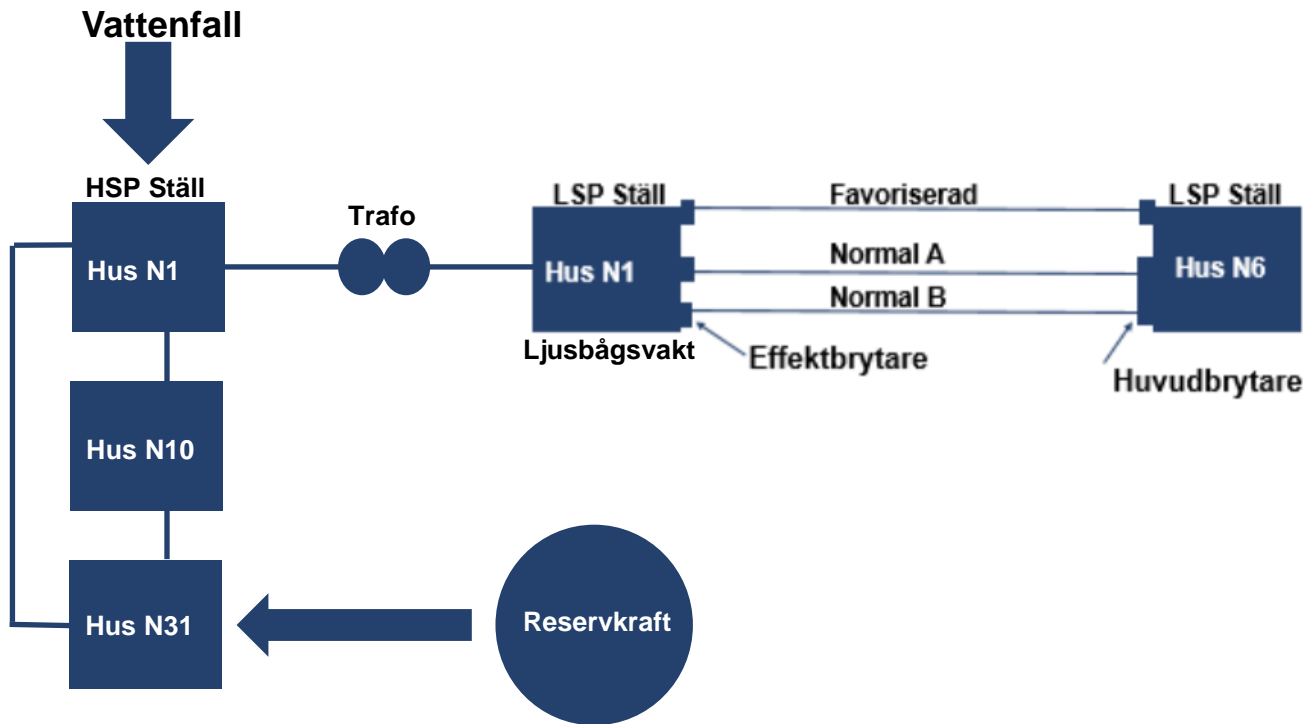 Vattenfall
HSP Ställ
Hus N1
Trafo
LSP Ställ
Hus N1
Ljusbågsvakt
Favoriserad
Normal A
Normal B
Effektbrytare
LSP Ställ
Hus N6
Huvudbrytare
Hus N10
Hus N31
Reservkraft